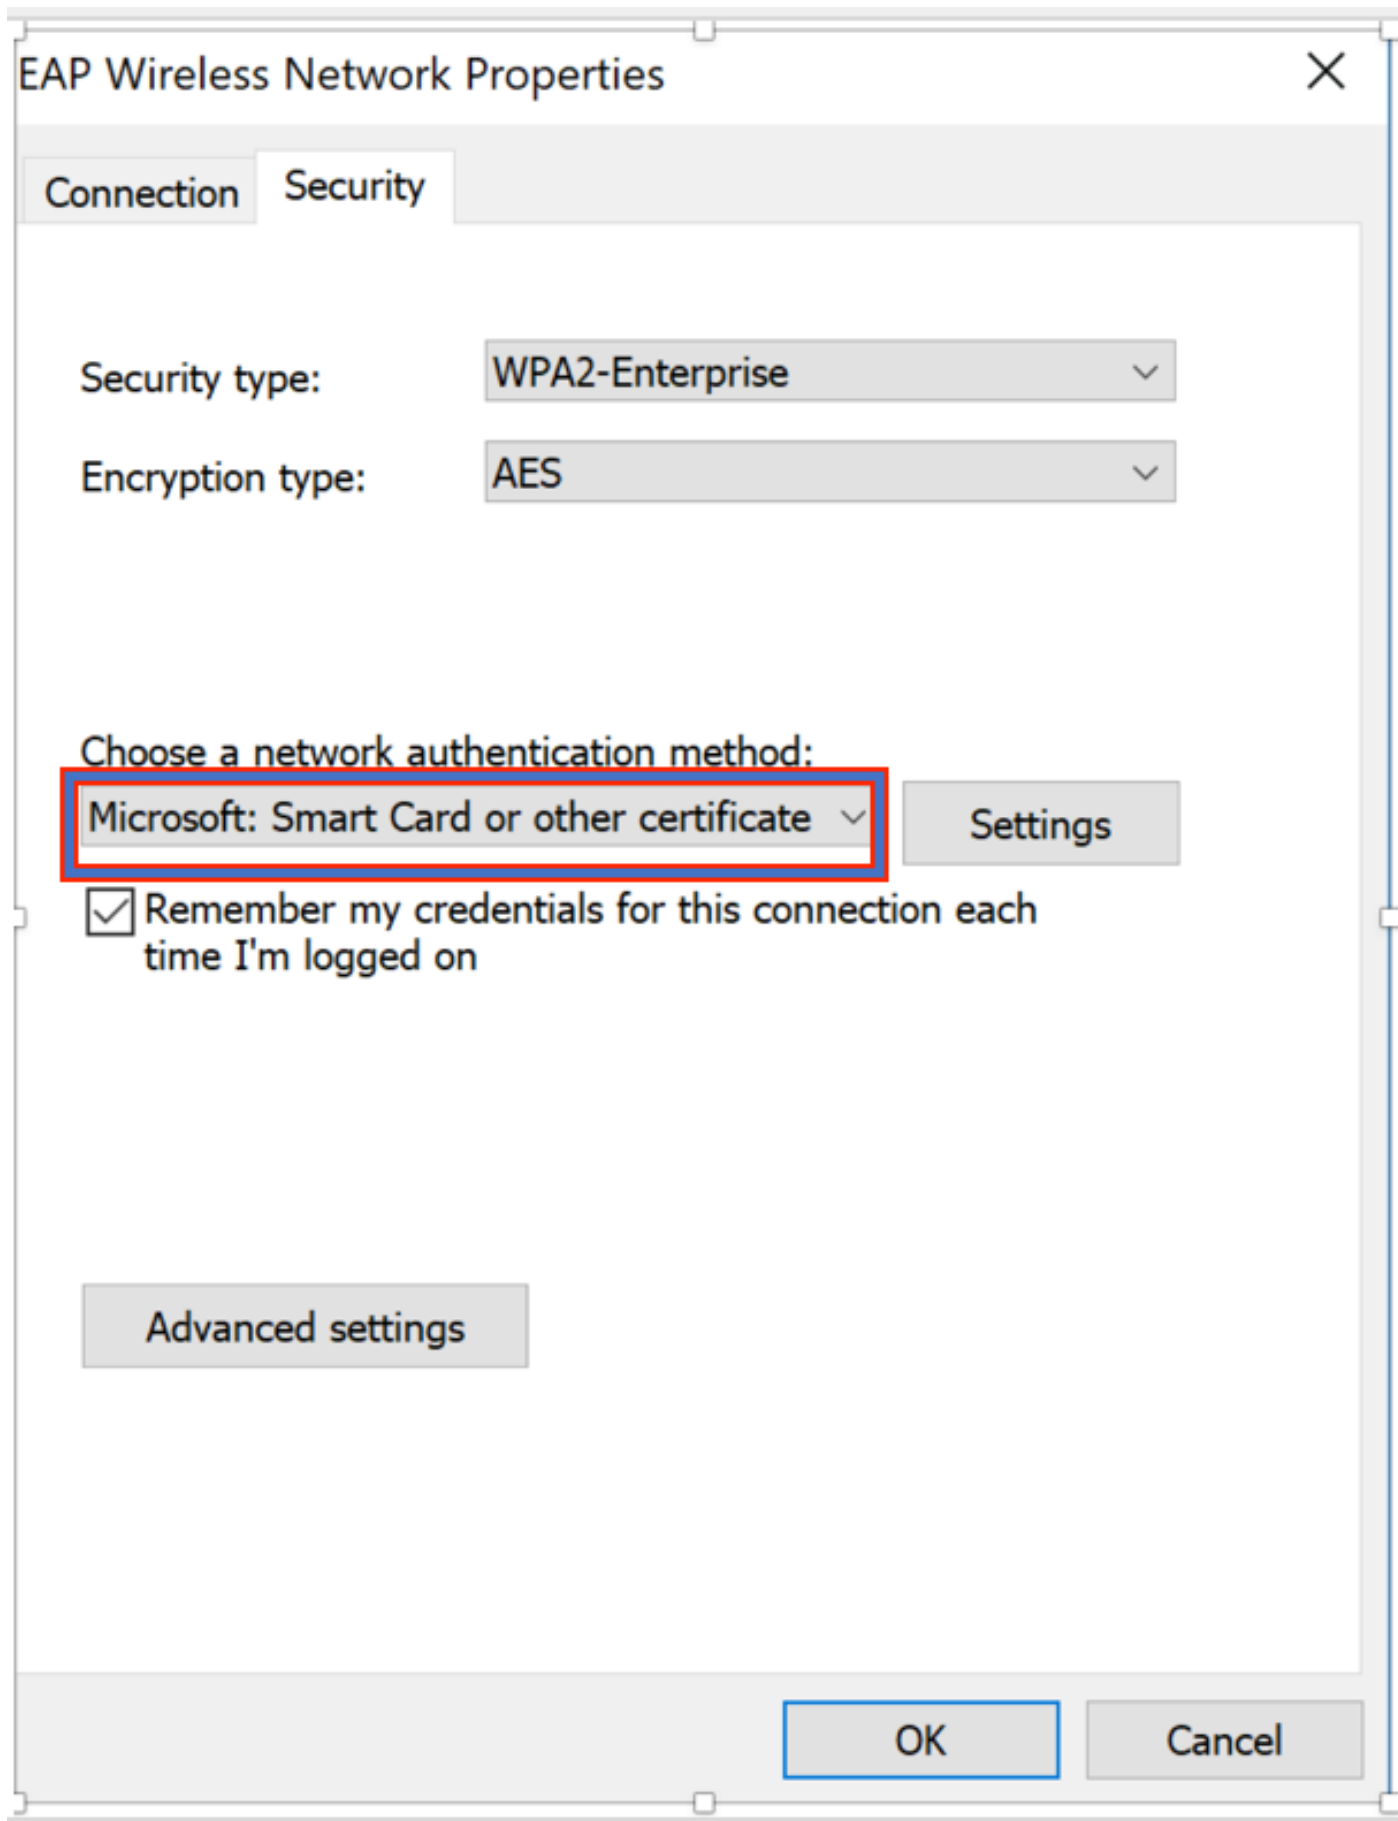 EAP Wireless Network Properties
Connection
Security
Security type:
WPA2-Enterprise
Encryption type:
AES
Choose a network authentication method:
Microsoft: Smart Card or other certificate
Settings
Remember my credentials for this connection each
time I'm logged on
Advanced settings
OK
Cancel